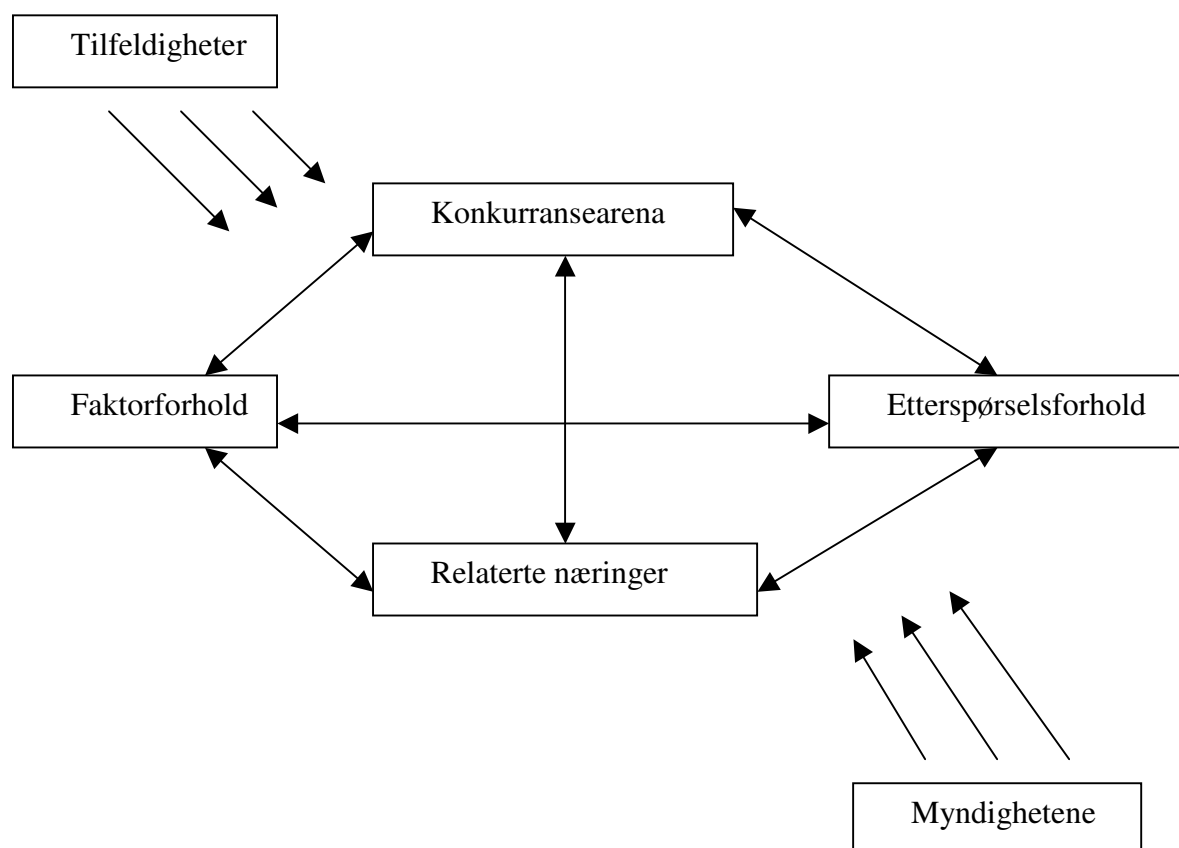 Tilfeldigheter
Konkurransearena
Faktorforhold
Etterspørselsforhold
Relaterte næringer
Myndighetene